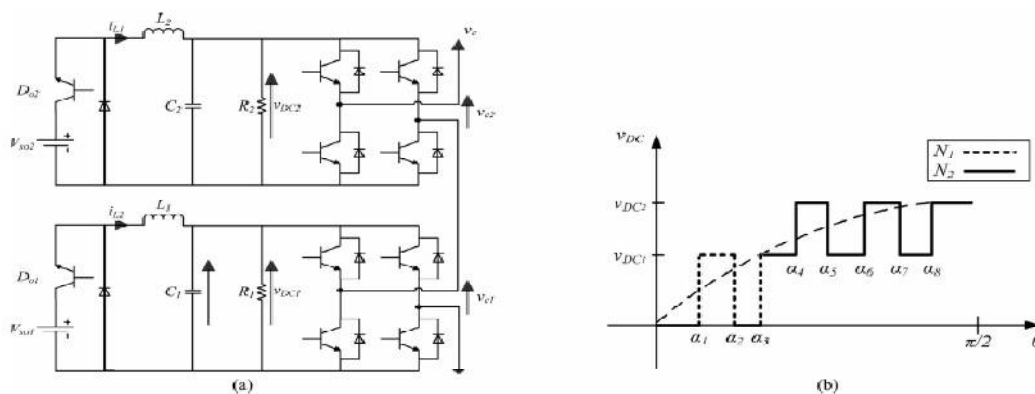 i_L1 L_2 v_c
D_o2 C_2 R_2 v_DC2 v_c2
V_so2
i_L2 L_1
D_o1 C_1 R_1 v_DC1 v_c1
V_so1
(a)
v_DC
N_1
N_2
v_DC2
v_DC1
α_4 α_5 α_6 α_7 α_8
α_1 α_2 α_3 π/2
(b)